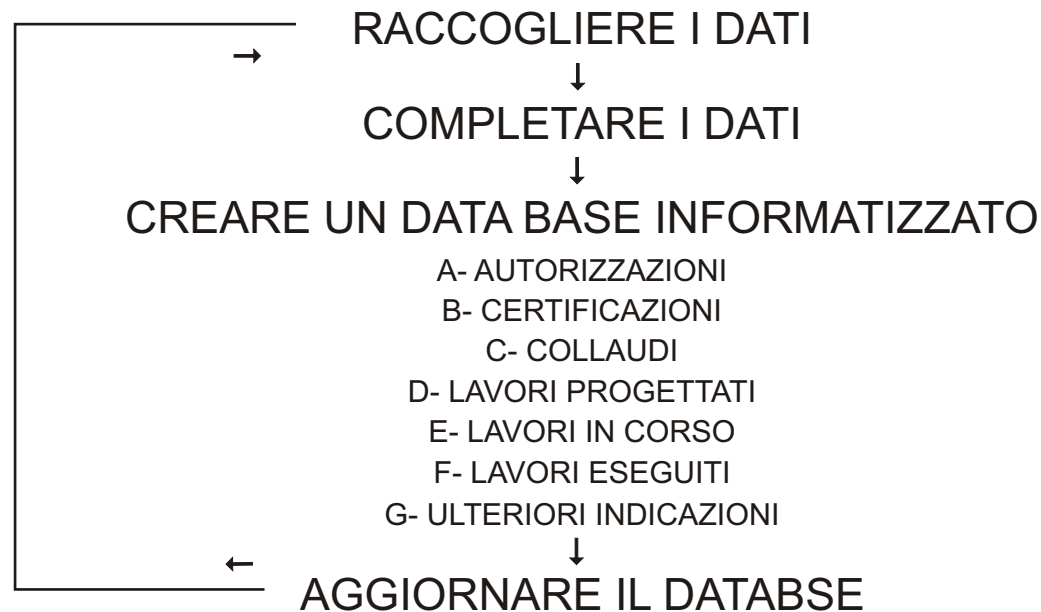 RACCOGLIERE I DATI
COMPLETARE I DATI
CREARE UN DATA BASE INFORMATIZZATO
A- AUTORIZZAZIONI
B- CERTIFICAZIONI
C- COLLAUDI
D- LAVORI PROGETTATI
E- LAVORI IN CORSO
F- LAVORI ESEGUITI
G- ULTERIORI INDICAZIONI
AGGIORNARE IL DATABSE